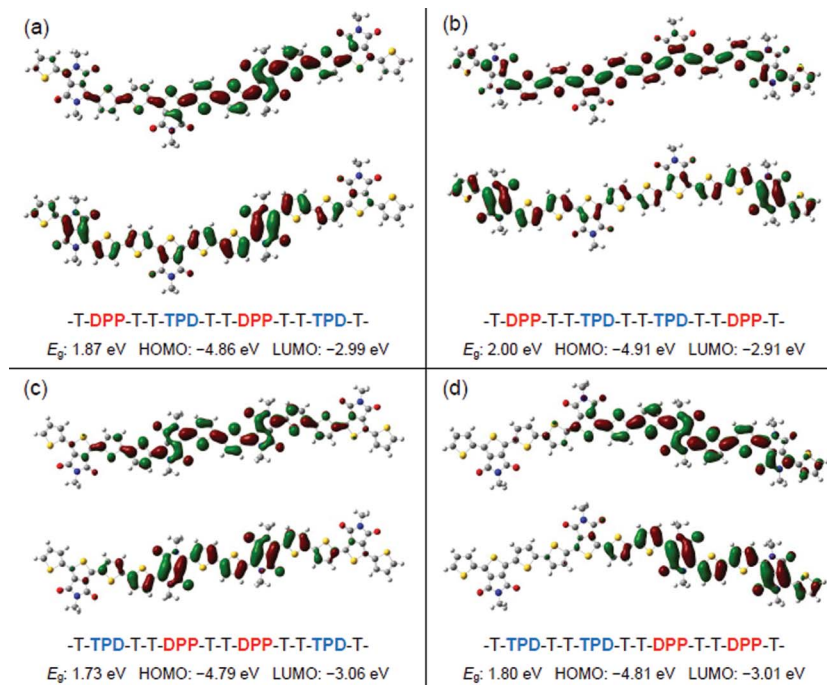 (a)
-T-DPP-T-T-TPD-T-T-DPP-T-T-TPD-T-
Eg: 1.87 eV HOMO: −4.86 eV LUMO: −2.99 eV
(b)
-T-DPP-T-T-TPD-T-T-TPD-T-T-DPP-T-
Eg: 2.00 eV HOMO: −4.91 eV LUMO: −2.91 eV
(c)
-T-TPD-T-T-DPP-T-T-DPP-T-T-TPD-T-
Eg: 1.73 eV HOMO: −4.79 eV LUMO: −3.06 eV
(d)
-T-TPD-T-T-TPD-T-T-DPP-T-T-DPP-T-
Eg: 1.80 eV HOMO: −4.81 eV LUMO: −3.01 eV